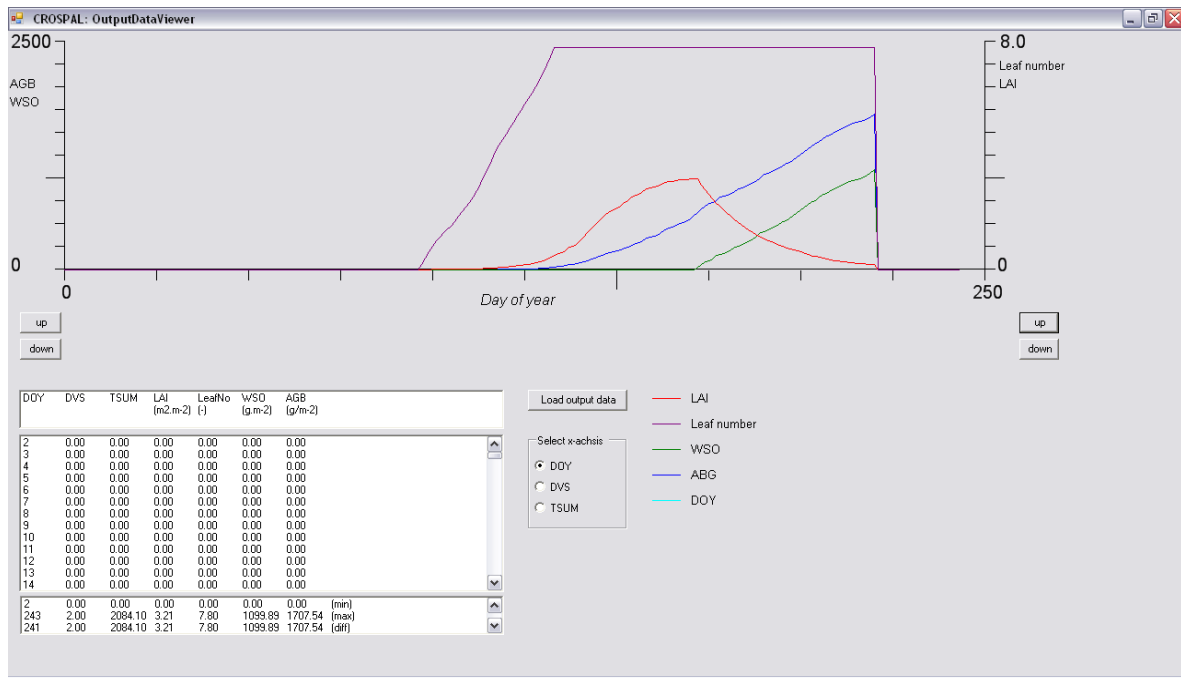 CROSPAL: OutputDataViewer
2500 8.0
AGB Leaf number
WSO LAI
0 0
0 Day of year 250
up up
down down
DOY DVS TSUM LAI LeafNo WSO AGB
(m2.m-2) (-) (g.m-2) (g/m-2)
2 0.00 0.00 0.00 0.00 0.00 0.00
3 0.00 0.00 0.00 0.00 0.00 0.00
4 0.00 0.00 0.00 0.00 0.00 0.00
5 0.00 0.00 0.00 0.00 0.00 0.00
6 0.00 0.00 0.00 0.00 0.00 0.00
7 0.00 0.00 0.00 0.00 0.00 0.00
8 0.00 0.00 0.00 0.00 0.00 0.00
9 0.00 0.00 0.00 0.00 0.00 0.00
10 0.00 0.00 0.00 0.00 0.00 0.00
11 0.00 0.00 0.00 0.00 0.00 0.00
12 0.00 0.00 0.00 0.00 0.00 0.00
13 0.00 0.00 0.00 0.00 0.00 0.00
14 0.00 0.00 0.00 0.00 0.00 0.00
2 0.00 0.00 0.00 0.00 0.00 0.00 (min)
243 2.00 2084.10 3.21 7.80 1099.89 1707.54 (max)
241 2.00 2084.10 3.21 7.80 1099.89 1707.54 (diff)
Load output data
Select x-achsis
DOY
DVS
TSUM
LAI
Leaf number
WSO
ABG
DOY